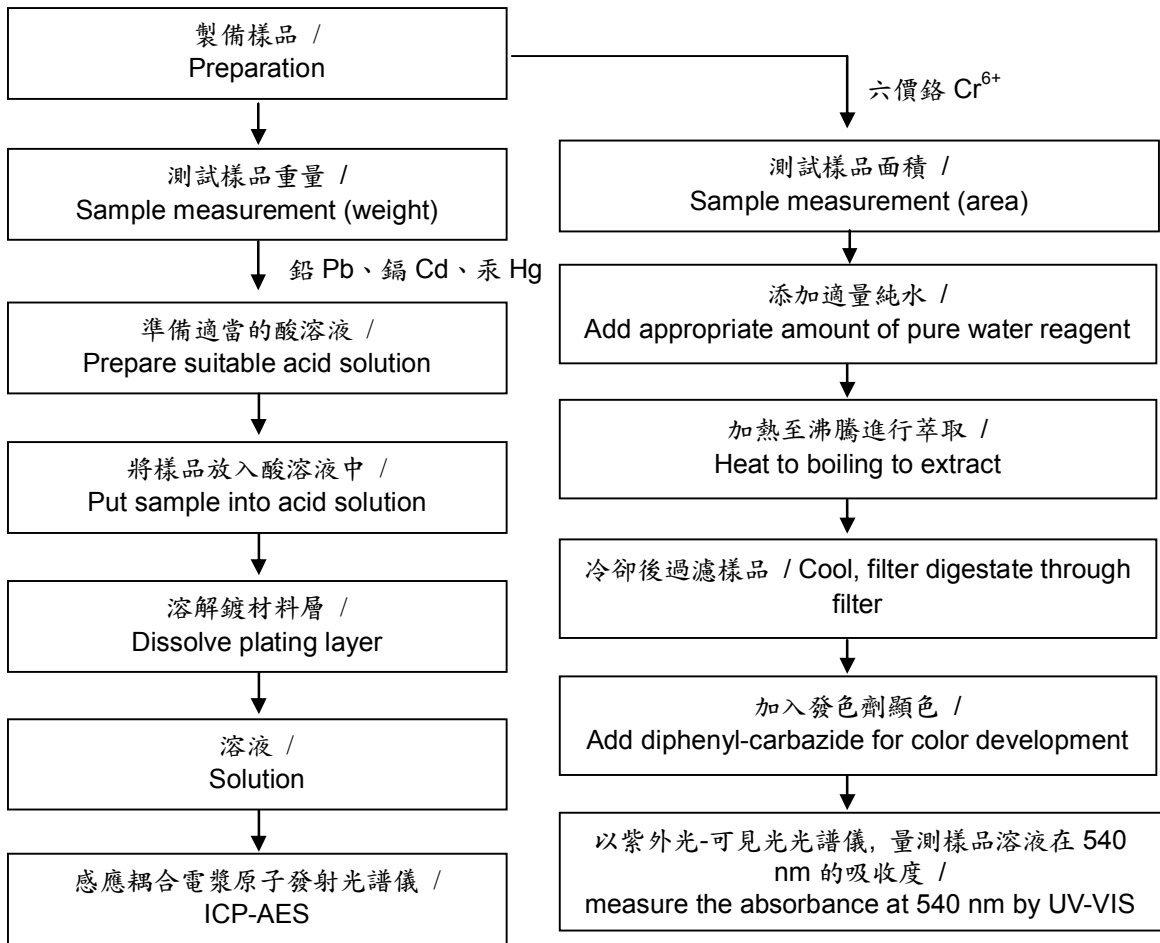 製備樣品 /
Preparation
測試樣品重量 /
Sample measurement (weight)
鉛 Pb、鎘 Cd、汞 Hg
準備適當的酸溶液 /
Prepare suitable acid solution
將樣品放入酸溶液中 /
Put sample into acid solution
溶解鍍材料層 /
Dissolve plating layer
溶液 /
Solution
感應耦合電漿原子發射光譜儀 /
ICP-AES
六價鉻 Cr⁶⁺
測試樣品面積 /
Sample measurement (area)
添加適量純水 /
Add appropriate amount of pure water reagent
加熱至沸騰進行萃取 /
Heat to boiling to extract
冷卻後過濾樣品 / Cool, filter digestate through
filter
加入發色劑顯色 /
Add diphenyl-carbazide for color development
以紫外光-可見光光譜儀, 量測樣品溶液在 540
nm 的吸收度 /
measure the absorbance at 540 nm by UV-VIS